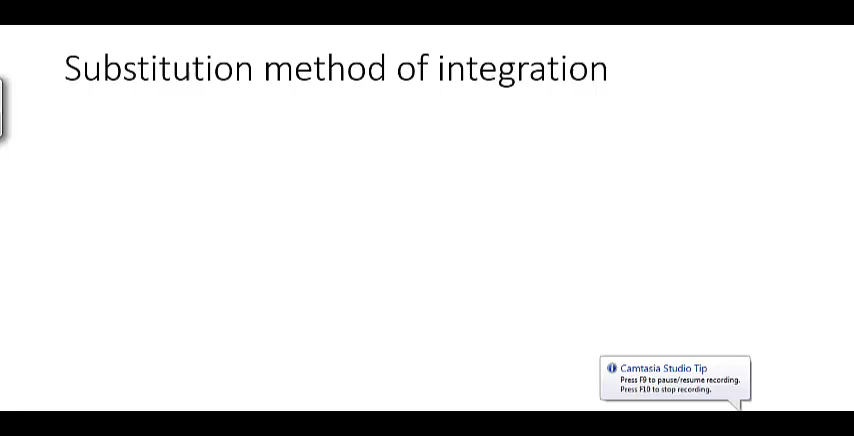 Substitution method of integration
Camtasia Studio Tip
Press F9 to pause/resume recording.
Press F10 to stop recording.